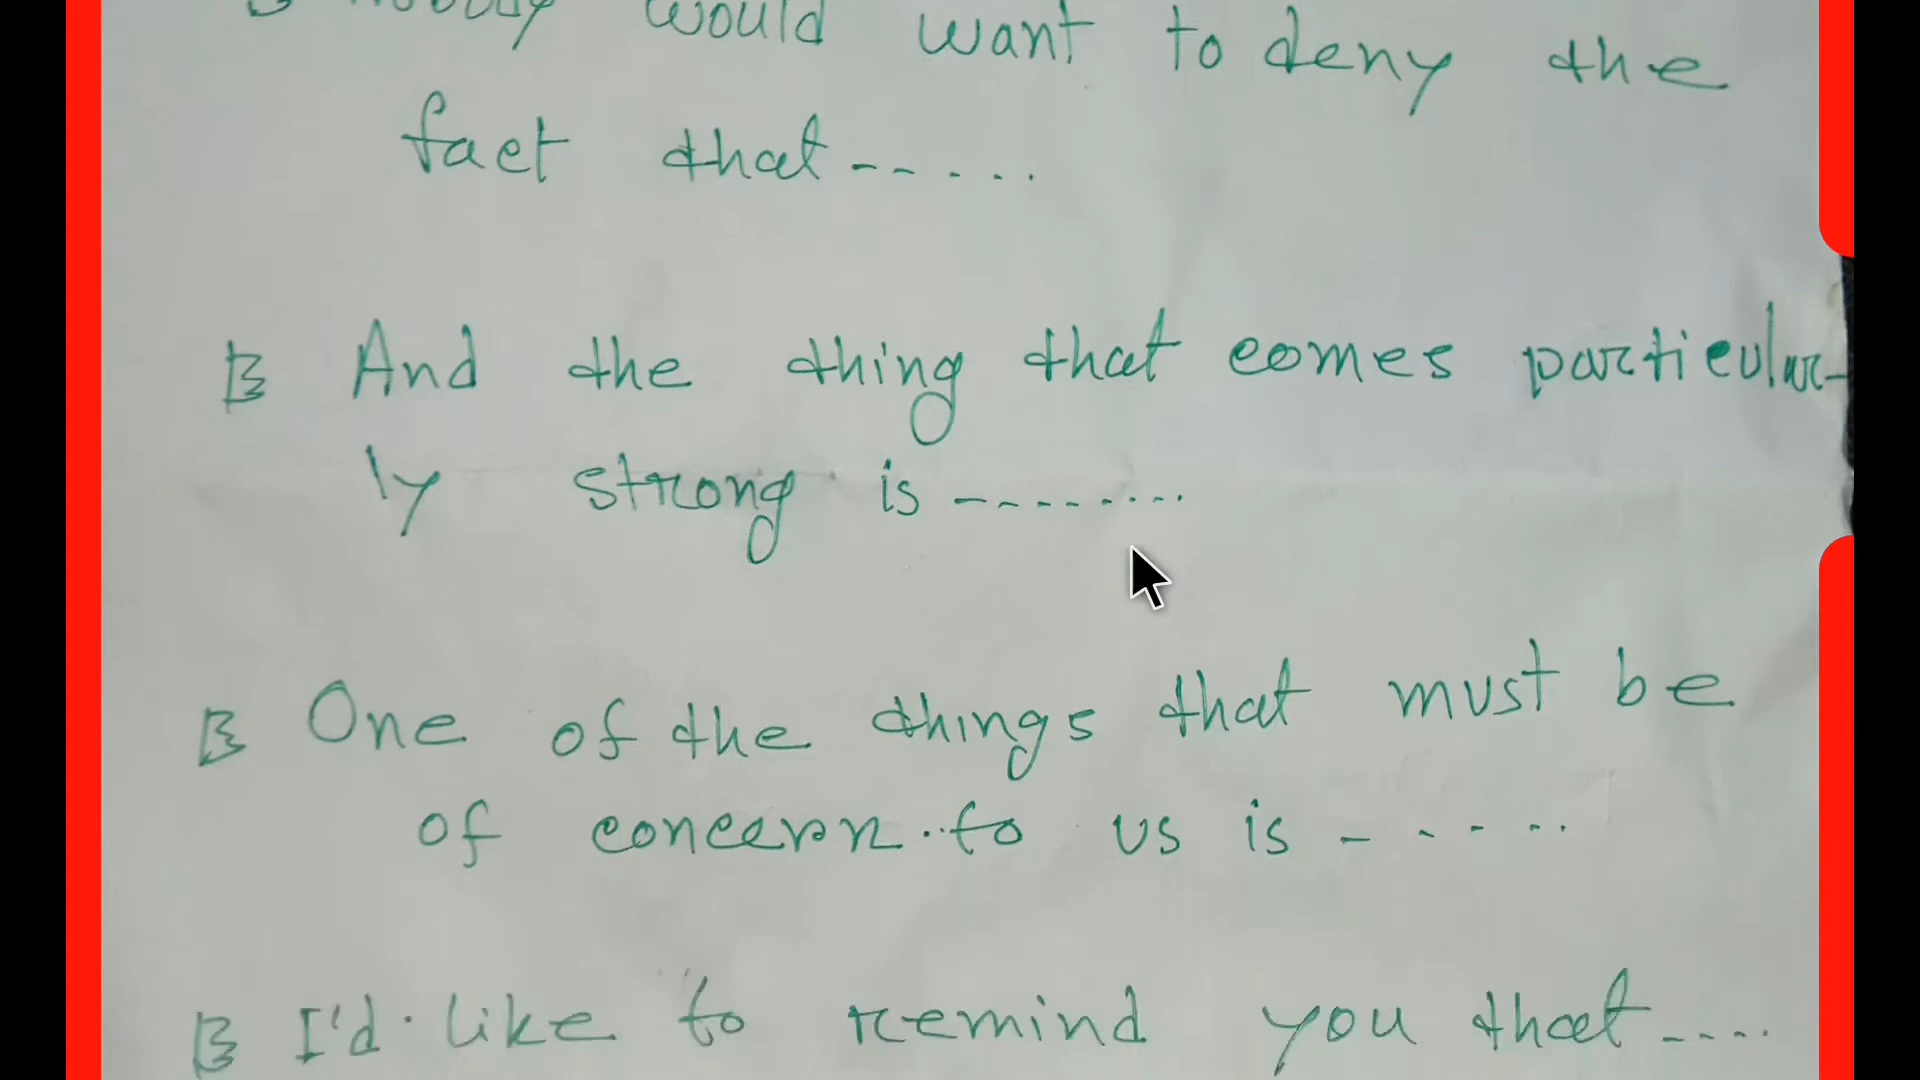 nobody would want to deny the
fact that-----
And the thing that comes particular-
ly strong is --------
One of the things that must be
of concern to us is - - - - -
I'd like to remind you that----